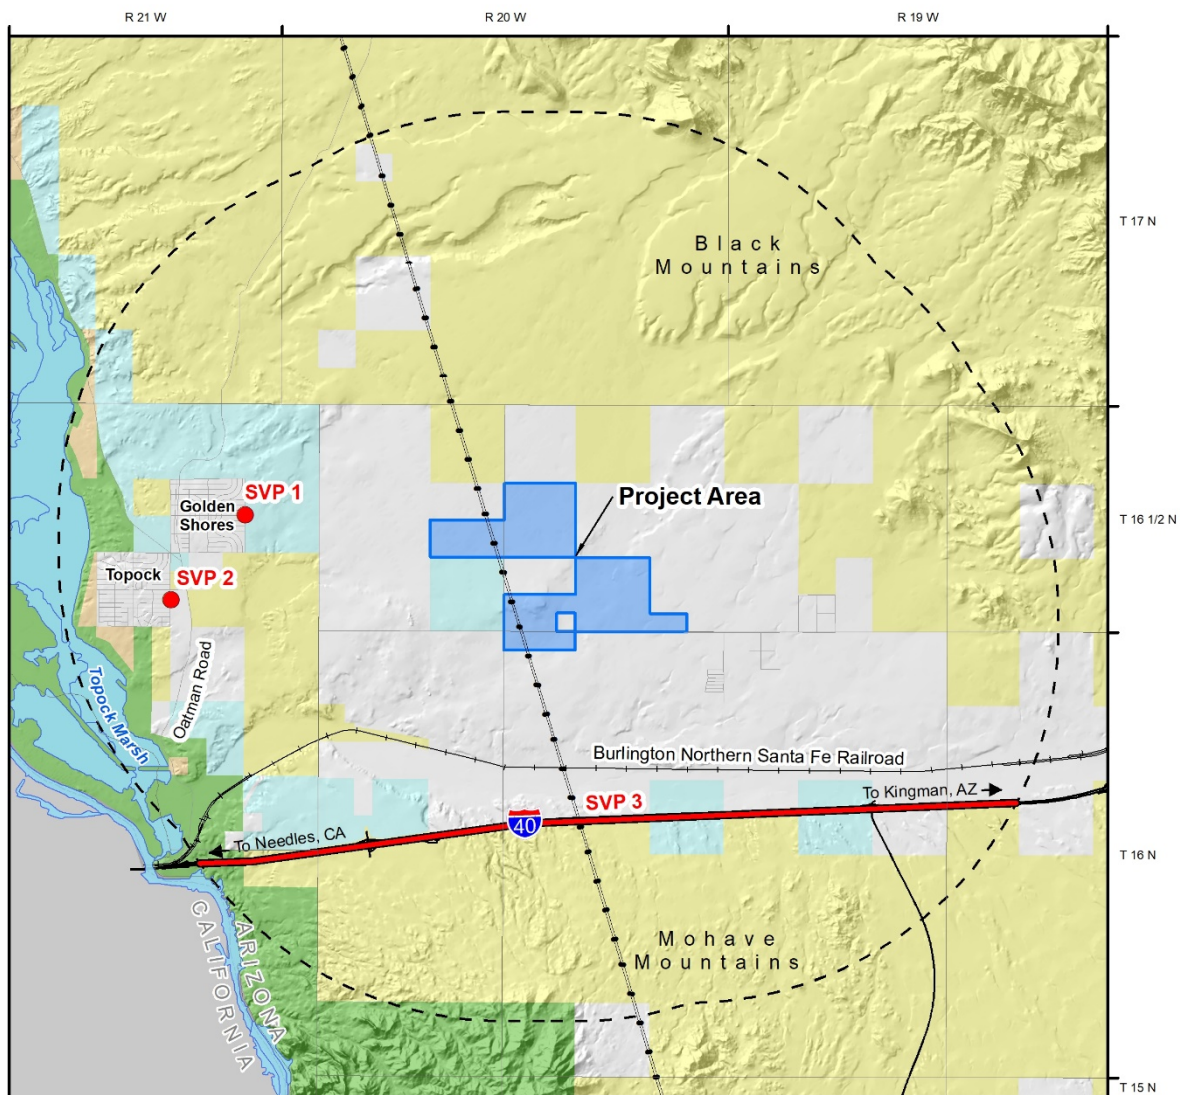 R 21 W
R 20 W
R 19 W
T 17 N
Black
Mountains
SVP 1
Golden
Shores
Project Area
T 16 1/2 N
Topock
SVP 2
Oatman Road
Topock Marsh
Burlington Northern Santa Fe Railroad
To Kingman, AZ
SVP 3
40
To Needles, CA
T 16 N
ARIZONA
CALIFORNIA
Mohave
Mountains
T 15 N